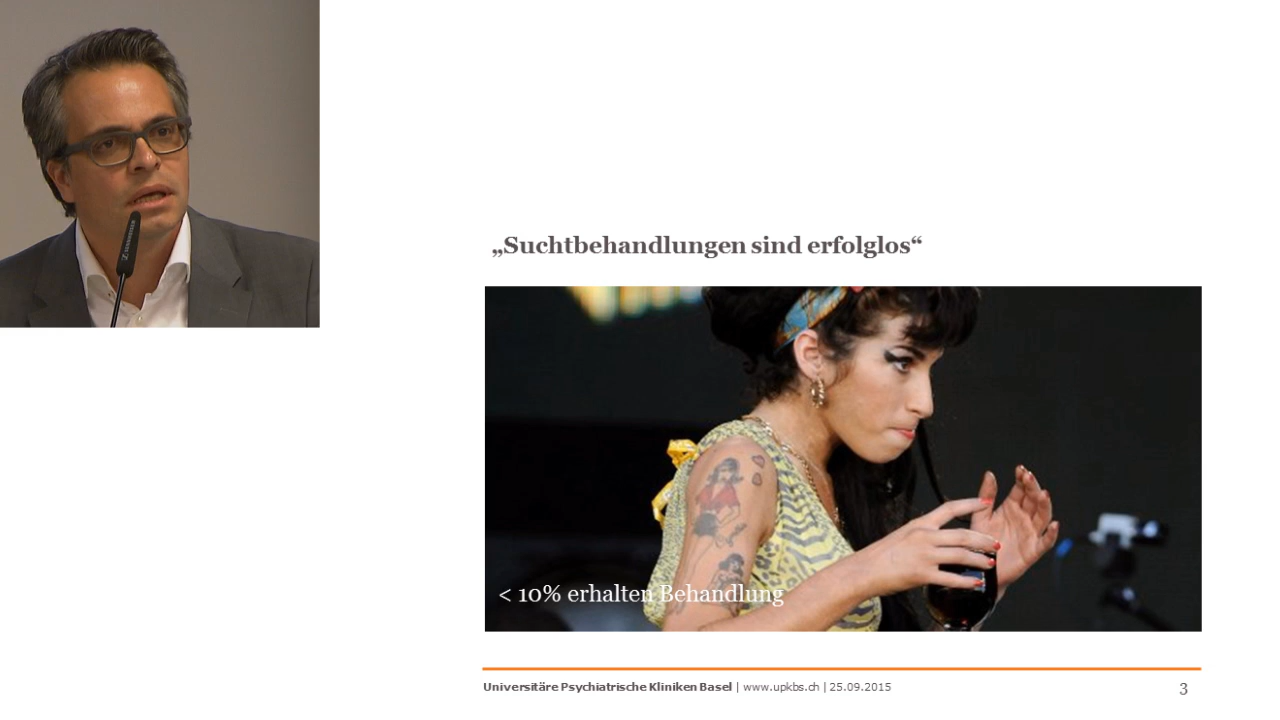 „Suchtbehandlungen sind erfolglos“
< 10% erhalten Behandlung
Universitäre Psychiatrische Kliniken Basel | www.upkbs.ch | 25.09.2015
3